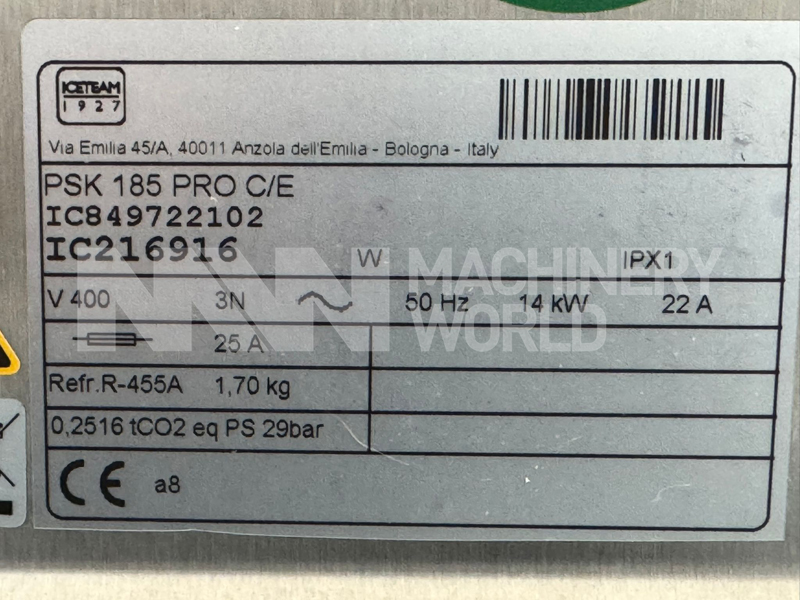 ICETEAM
1927
Via Emilia 45/A, 40011 Anzola dell'Emilia - Bologna - Italy
PSK 185 PRO C/E
IC849722102
IC216916 W IPX1
V 400 3N 50 Hz 14 kW 22 A
25 A
Refr.R-455A 1,70 kg
0,2516 tCO2 eq PS 29bar
CE a8
MACHINERY
WORLD